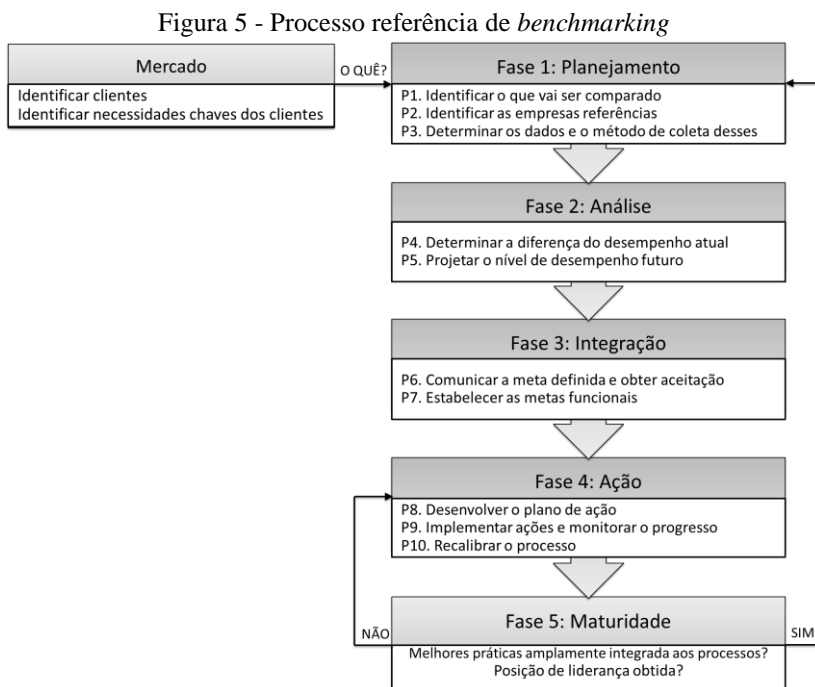 Figura 5 - Processo referência de benchmarking
Mercado
Identificar clientes
Identificar necessidades chaves dos clientes
O QUÊ?
Fase 1: Planejamento
P1. Identificar o que vai ser comparado
P2. Identificar as empresas referências
P3. Determinar os dados e o método de coleta desses
Fase 2: Análise
P4. Determinar a diferença do desempenho atual
P5. Projetar o nível de desempenho futuro
Fase 3: Integração
P6. Comunicar a meta definida e obter aceitação
P7. Estabelecer as metas funcionais
Fase 4: Ação
P8. Desenvolver o plano de ação
P9. Implementar ações e monitorar o progresso
P10. Recalibrar o processo
Fase 5: Maturidade
NÃO
SIM
Melhores práticas amplamente integrada aos processos?
Posição de liderança obtida?